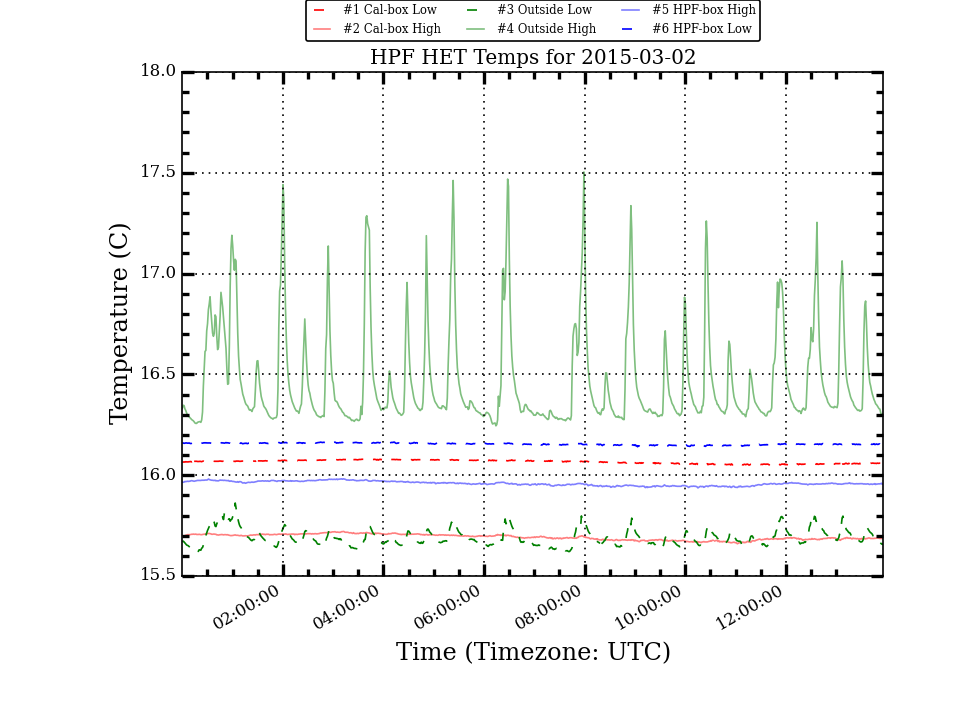 #1 Cal-box Low #3 Outside Low #5 HPF-box High
#2 Cal-box High #4 Outside High #6 HPF-box Low
HPF HET Temps for 2015-03-02
18.0
17.5
17.0
16.5
16.0
15.5
Temperature (C)
02:00:00 04:00:00 06:00:00 08:00:00 10:00:00 12:00:00
Time (Timezone: UTC)